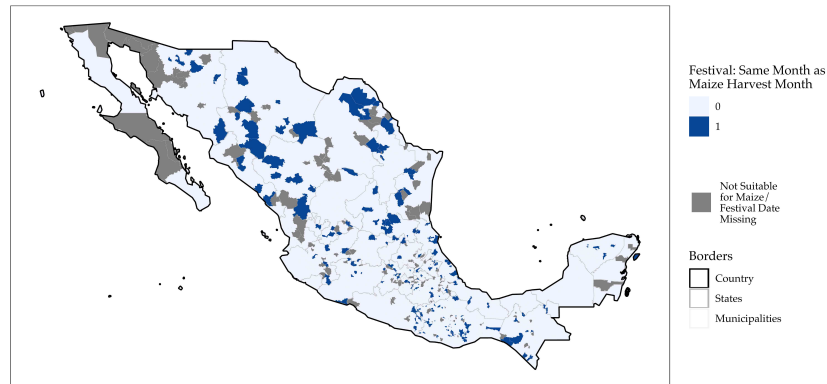 Festival: Same Month as
Maize Harvest Month
0
1
Not Suitable
for Maize/
Festival Date
Missing
Borders
Country
States
Municipalities